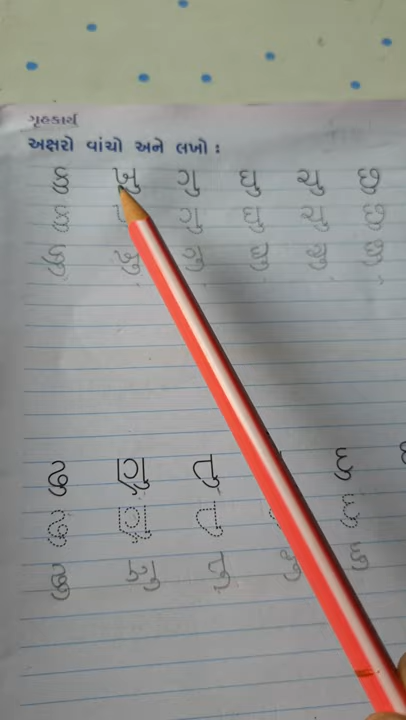 ગૃહકાર્ય
અક્ષરો વાંચો અને લખો :
કુ ખુ ગુ ઘુ ચુ છુ
કુ ગુ ઘુ ચુ છુ
કુ ખુ ગુ ઘુ ચુ છુ
જી ણુ તુ દુ
જી ણુ તુ દુ
જી ણુ તુ દુ